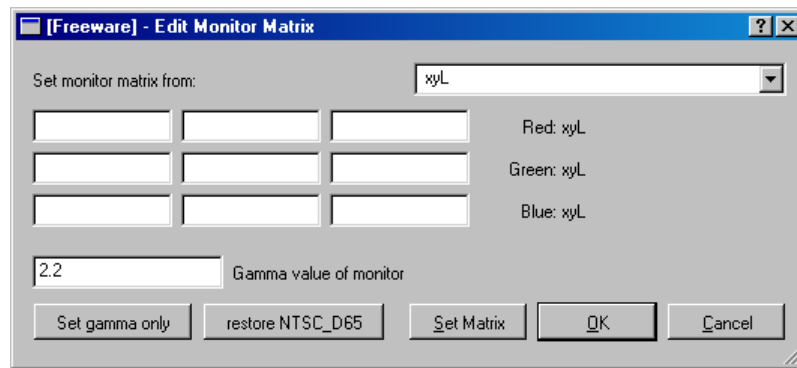 [Freeware] - Edit Monitor Matrix
Set monitor matrix from: xyL
Red: xyL
Green: xyL
Blue: xyL
2.2 Gamma value of monitor
Set gamma only restore NTSC_D65 Set Matrix OK Cancel